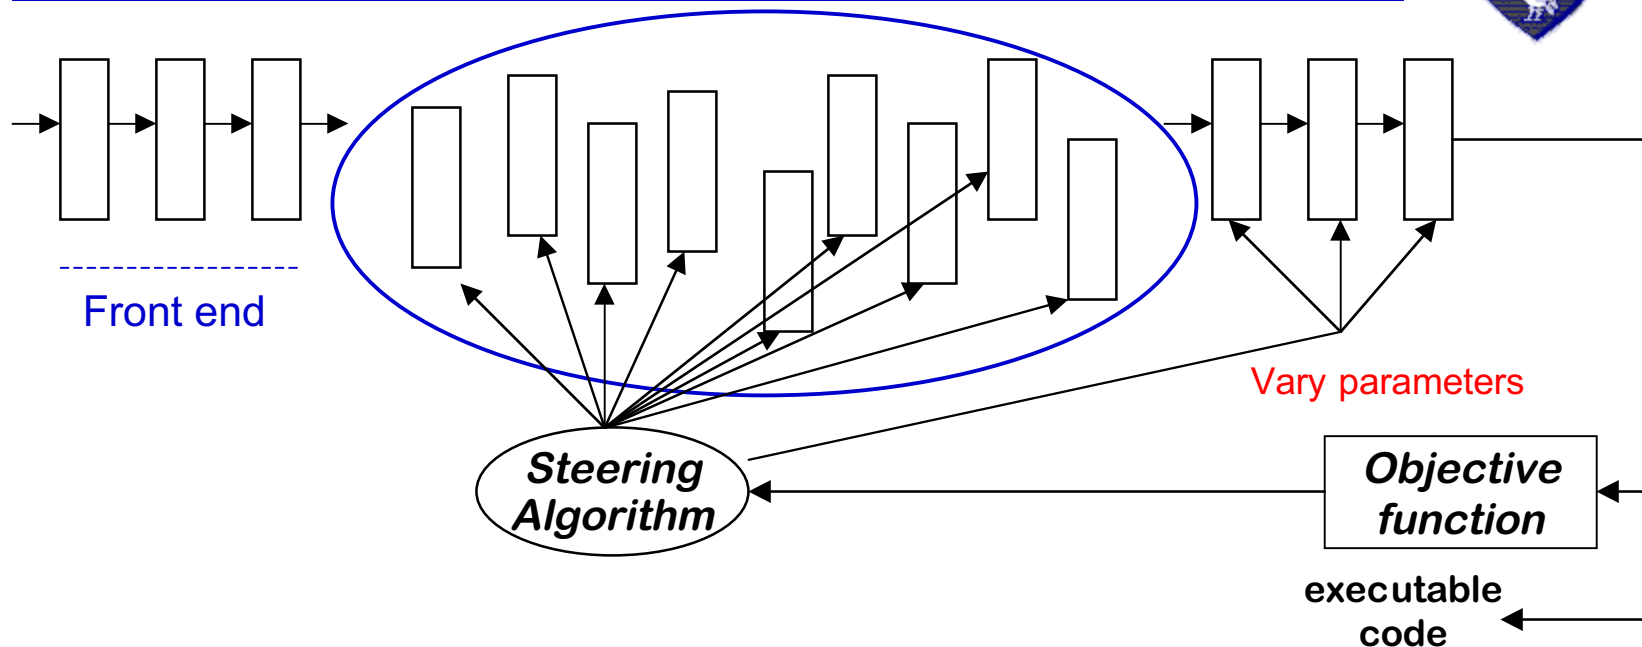 Front end
Vary parameters
Steering
Algorithm
Objective
function
executable
code